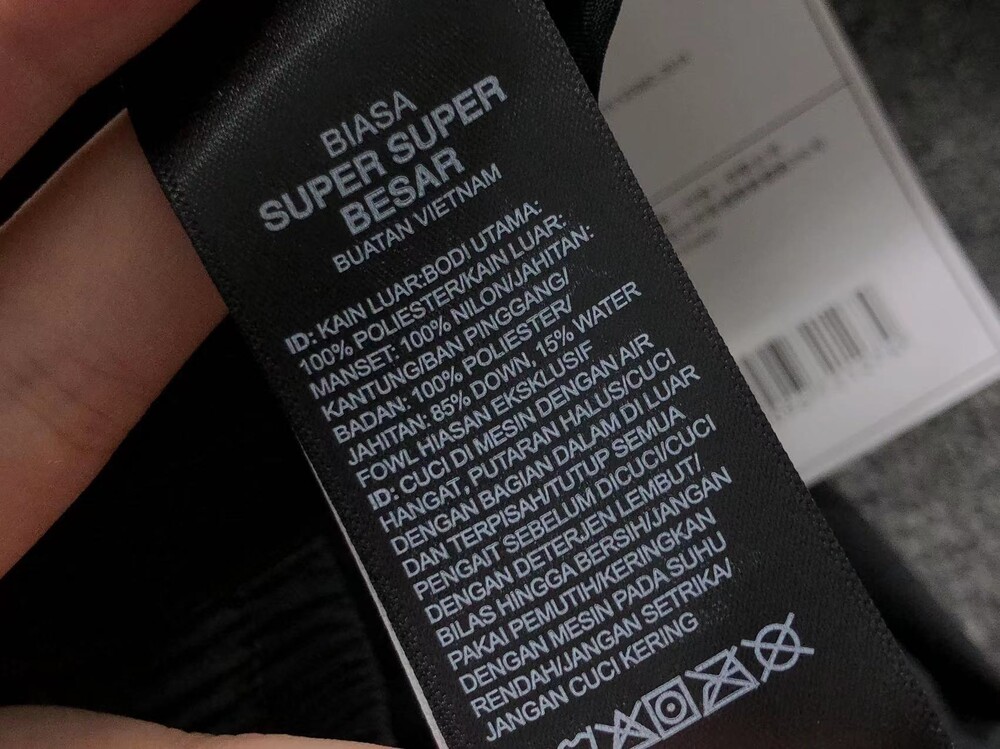 BIASA
SUPER SUPER
BESAR
BUATAN VIETNAM
ID: KAIN LUAR:BODI UTAMA:
100% POLIESTER/KAIN LUAR:
MANSET: 100% NILON/JAHITAN:
KANTUNG/BAN PINGGANG/
BADAN: 100% POLIESTER/
JAHITAN: 85% DOWN, 15% WATER
FOWL HIASAN EKSKLUSIF
ID: CUCI DI MESIN DENGAN AIR
HANGAT, PUTARAN HALUS/CUCI
DENGAN BAGIAN DALAM DI LUAR
DAN TERPISAH/TUTUP SEMUA
PENGAIT SEBELUM DICUCI/CUCI
DENGAN DETERJEN LEMBUT/
BILAS HINGGA BERSIH/JANGAN
PAKAI PEMUTIH/KERINGKAN
DENGAN MESIN PADA SUHU
RENDAH/JANGAN SETRIKA/
JANGAN CUCI KERING